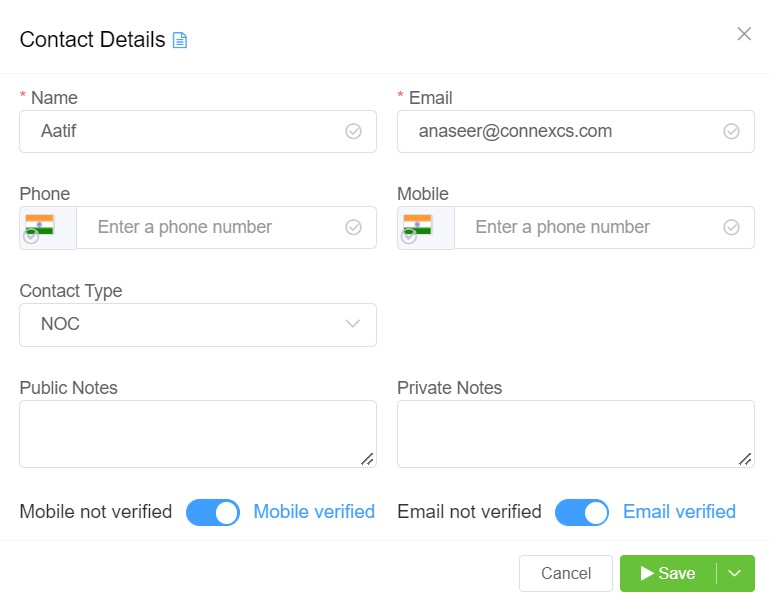 Contact Details
* Name
* Email
Aatif
anaseer@connexcs.com
Phone
Mobile
Enter a phone number
Enter a phone number
Contact Type
NOC
Public Notes
Private Notes
Mobile not verified Mobile verified
Email not verified Email verified
Cancel
Save